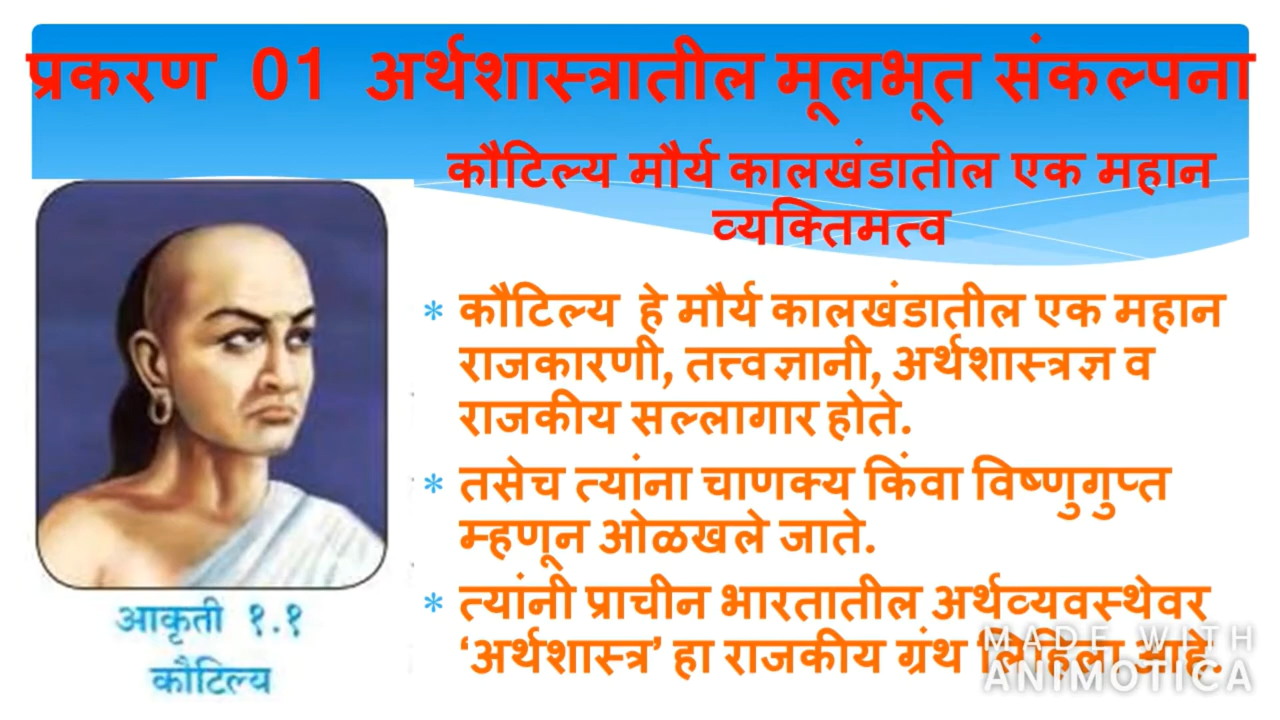 प्रकरण 01 अर्थशास्त्रातील मूलभूत संकल्पना
कौटिल्य मौर्य कालखंडातील एक महान
व्यक्तिमत्व
* कौटिल्य हे मौर्य कालखंडातील एक महान
राजकारणी, तत्त्वज्ञानी, अर्थशास्त्रज्ञ व
राजकीय सल्लागार होते.
* तसेच त्यांना चाणक्य किंवा विष्णुगुप्त
म्हणून ओळखले जाते.
* त्यांनी प्राचीन भारतातील अर्थव्यवस्थेवर
‘अर्थशास्त्र’ हा राजकीय ग्रंथ लिहिला आहे.
आकृती १.१
कौटिल्य
MADE WITH
ANIMOTICA